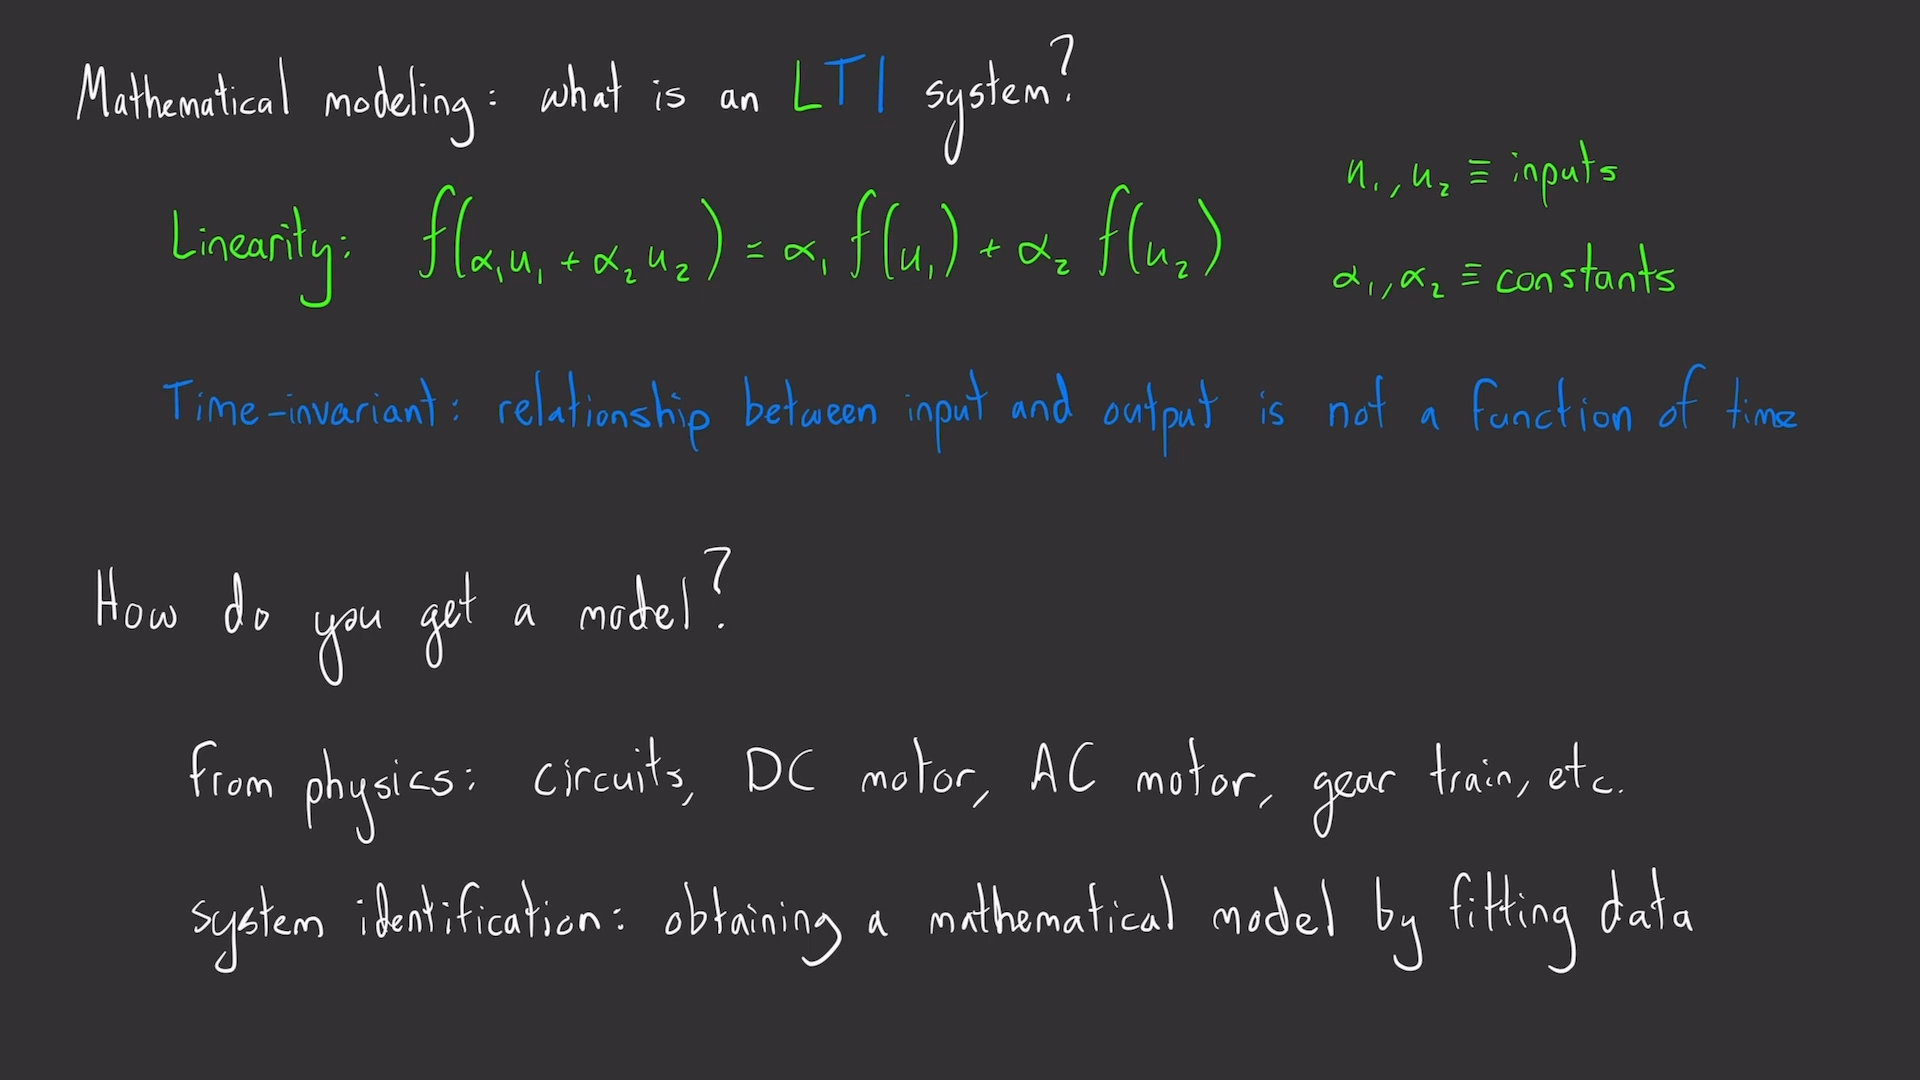 Mathematical modeling: what is an LTI system?
u₁, u₂ ≡ inputs
Linearity: f(α₁u₁ + α₂u₂) = α₁ f(u₁) + α₂ f(u₂)
α₁, α₂ ≡ constants
Time-invariant: relationship between input and output is not a function of time
How do you get a model?
from physics: circuits, DC motor, AC motor, gear train, etc.
system identification: obtaining a mathematical model by fitting data